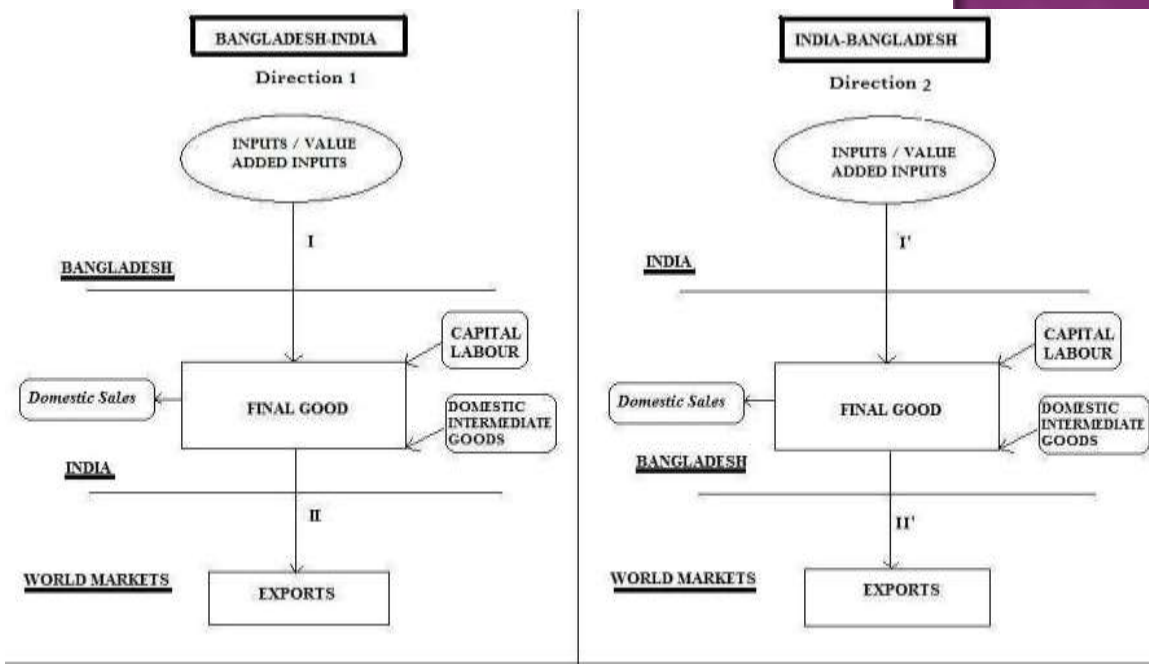 BANGLADESH-INDIA
Direction 1
INPUTS / VALUE
ADDED INPUTS
I
BANGLADESH
CAPITAL
LABOUR
Domestic Sales
FINAL GOOD
DOMESTIC
INTERMEDIATE
GOODS
INDIA
II
WORLD MARKETS
EXPORTS
INDIA-BANGLADESH
Direction 2
INPUTS / VALUE
ADDED INPUTS
I'
INDIA
CAPITAL
LABOUR
Domestic Sales
FINAL GOOD
DOMESTIC
INTERMEDIATE
GOODS
BANGLADESH
II'
WORLD MARKETS
EXPORTS